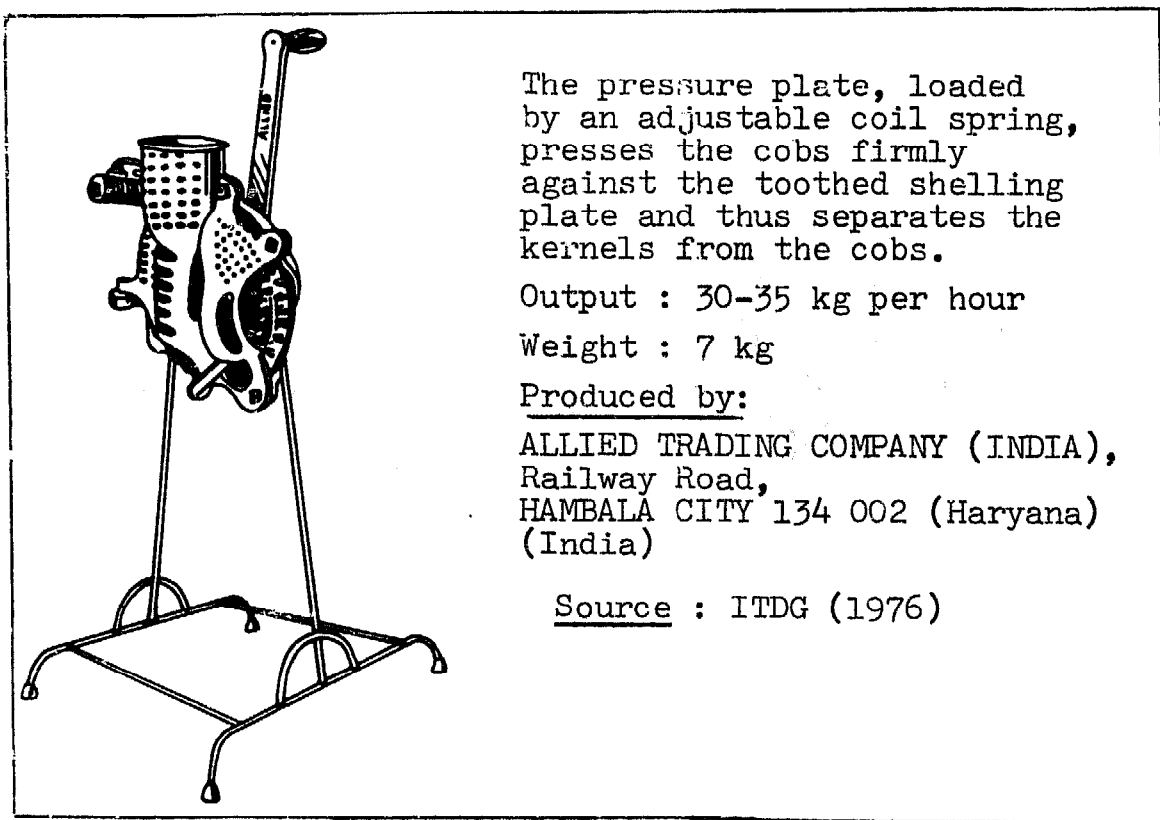 ALLIED
The pressure plate, loaded
by an adjustable coil spring,
presses the cobs firmly
against the toothed shelling
plate and thus separates the
kernels from the cobs.
Output : 30-35 kg per hour
Weight : 7 kg
Produced by:
ALLIED TRADING COMPANY (INDIA),
Railway Road,
HAMBALA CITY 134 002 (Haryana)
(India)
Source : ITDG (1976)